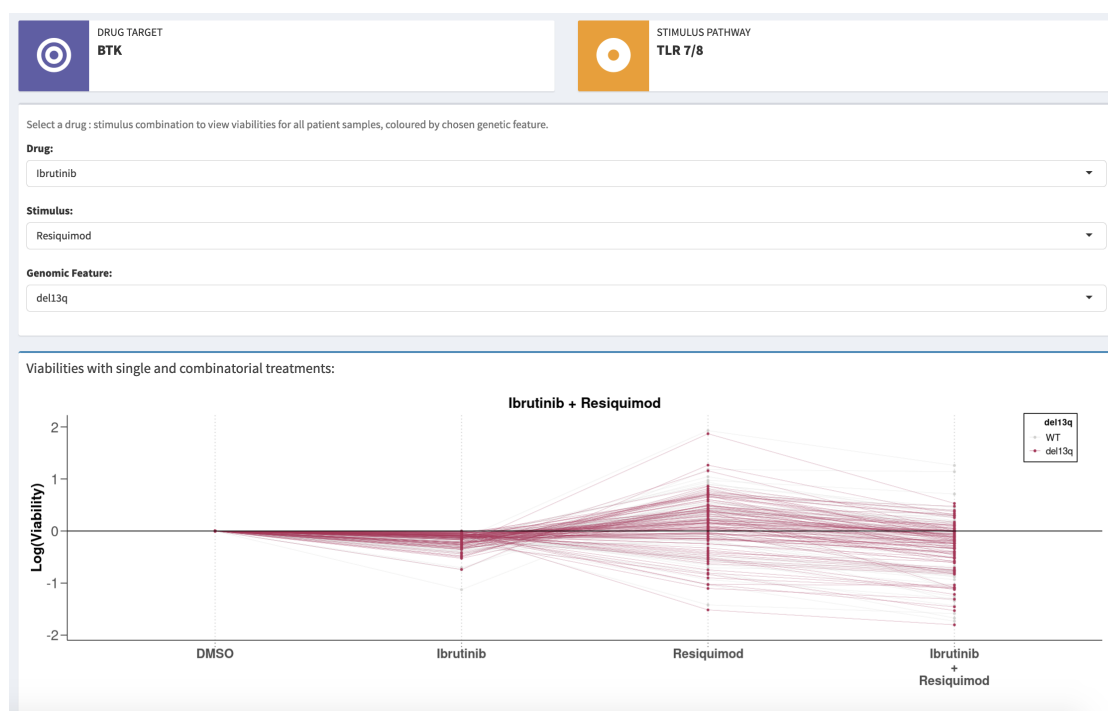 DRUG TARGET
BTK
STIMULUS PATHWAY
TLR 7/8
Select a drug : stimulus combination to view viabilities for all patient samples, coloured by chosen genetic feature.
Drug:
Ibrutinib
Stimulus:
Resiquimod
Genomic Feature:
del13q
Viabilities with single and combinatorial treatments:
Ibrutinib + Resiquimod
del13q
WT
del13q
Log(Viability)
2
1
0
-1
-2
DMSO
Ibrutinib
Resiquimod
Ibrutinib
+
Resiquimod